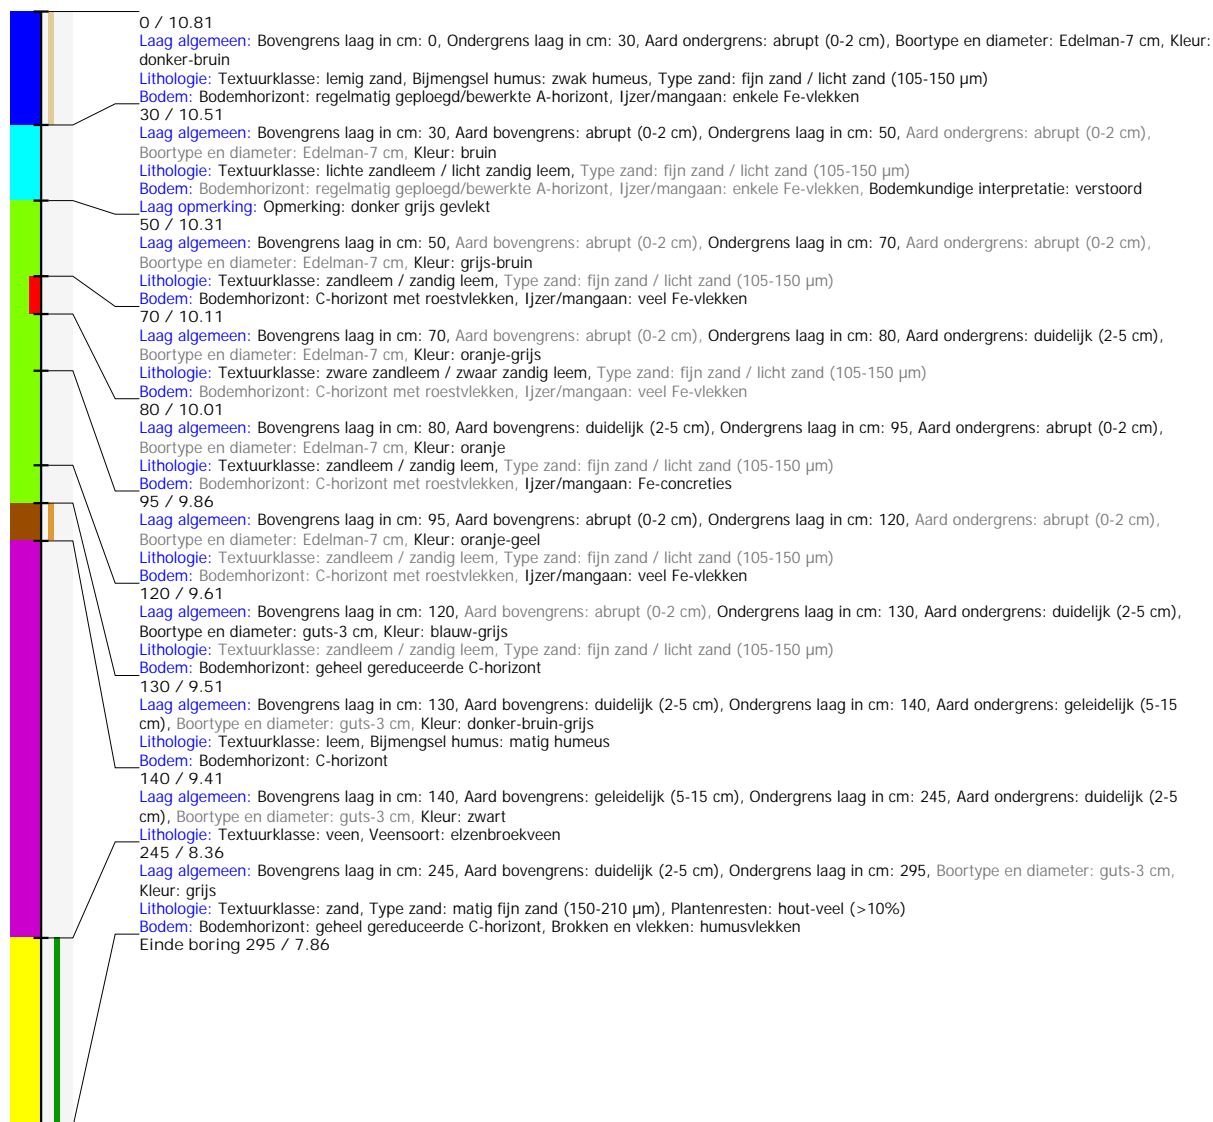 0 / 10.81
Laag algemeen: Bovengrens laag in cm: 0, Ondergrens laag in cm: 30, Aard ondergrens: abrupt (0-2 cm), Boortype en diameter: Edelman-7 cm, Kleur:
donker-bruin
Lithologie: Textuurklasse: lemig zand, Bijmengsel humus: zwak humeus, Type zand: fijn zand / licht zand (105-150 µm)
Bodem: Bodemhorizont: regelmatig geploegd/bewerkte A-horizont, Ijzer/mangaan: enkele Fe-vlekken
30 / 10.51
Laag algemeen: Bovengrens laag in cm: 30, Aard bovengrens: abrupt (0-2 cm), Ondergrens laag in cm: 50, Aard ondergrens: abrupt (0-2 cm),
Boortype en diameter: Edelman-7 cm, Kleur: bruin
Lithologie: Textuurklasse: lichte zandleem / licht zandig leem, Type zand: fijn zand / licht zand (105-150 µm)
Bodem: Bodemhorizont: regelmatig geploegd/bewerkte A-horizont, Ijzer/mangaan: enkele Fe-vlekken, Bodemkundige interpretatie: verstoord
Laag opmerking: Opmerking: donker grijs gevlekt
50 / 10.31
Laag algemeen: Bovengrens laag in cm: 50, Aard bovengrens: abrupt (0-2 cm), Ondergrens laag in cm: 70, Aard ondergrens: abrupt (0-2 cm),
Boortype en diameter: Edelman-7 cm, Kleur: grijs-bruin
Lithologie: Textuurklasse: zandleem / zandig leem, Type zand: fijn zand / licht zand (105-150 µm)
Bodem: Bodemhorizont: C-horizont met roestvlekken, Ijzer/mangaan: veel Fe-vlekken
70 / 10.11
Laag algemeen: Bovengrens laag in cm: 70, Aard bovengrens: abrupt (0-2 cm), Ondergrens laag in cm: 80, Aard ondergrens: duidelijk (2-5 cm),
Boortype en diameter: Edelman-7 cm, Kleur: oranje-grijs
Lithologie: Textuurklasse: zware zandleem / zwaar zandig leem, Type zand: fijn zand / licht zand (105-150 µm)
Bodem: Bodemhorizont: C-horizont met roestvlekken, Ijzer/mangaan: veel Fe-vlekken
80 / 10.01
Laag algemeen: Bovengrens laag in cm: 80, Aard bovengrens: duidelijk (2-5 cm), Ondergrens laag in cm: 95, Aard ondergrens: abrupt (0-2 cm),
Boortype en diameter: Edelman-7 cm, Kleur: oranje
Lithologie: Textuurklasse: zandleem / zandig leem, Type zand: fijn zand / licht zand (105-150 µm)
Bodem: Bodemhorizont: C-horizont met roestvlekken, Ijzer/mangaan: Fe-concreties
95 / 9.86
Laag algemeen: Bovengrens laag in cm: 95, Aard bovengrens: abrupt (0-2 cm), Ondergrens laag in cm: 120, Aard ondergrens: abrupt (0-2 cm),
Boortype en diameter: Edelman-7 cm, Kleur: oranje-geel
Lithologie: Textuurklasse: zandleem / zandig leem, Type zand: fijn zand / licht zand (105-150 µm)
Bodem: Bodemhorizont: C-horizont met roestvlekken, Ijzer/mangaan: veel Fe-vlekken
120 / 9.61
Laag algemeen: Bovengrens laag in cm: 120, Aard bovengrens: abrupt (0-2 cm), Ondergrens laag in cm: 130, Aard ondergrens: duidelijk (2-5 cm),
Boortype en diameter: guts-3 cm, Kleur: blauw-grijs
Lithologie: Textuurklasse: zandleem / zandig leem, Type zand: fijn zand / licht zand (105-150 µm)
Bodem: Bodemhorizont: geheel gereduceerde C-horizont
130 / 9.51
Laag algemeen: Bovengrens laag in cm: 130, Aard bovengrens: duidelijk (2-5 cm), Ondergrens laag in cm: 140, Aard ondergrens: geleidelijk (5-15
cm), Boortype en diameter: guts-3 cm, Kleur: donker-bruin-grijs
Lithologie: Textuurklasse: leem, Bijmengsel humus: matig humeus
Bodem: Bodemhorizont: C-horizont
140 / 9.41
Laag algemeen: Bovengrens laag in cm: 140, Aard bovengrens: geleidelijk (5-15 cm), Ondergrens laag in cm: 245, Aard ondergrens: duidelijk (2-5
cm), Boortype en diameter: guts-3 cm, Kleur: zwart
Lithologie: Textuurklasse: veen, Veensoort: elzenbroekveen
245 / 8.36
Laag algemeen: Bovengrens laag in cm: 245, Aard bovengrens: duidelijk (2-5 cm), Ondergrens laag in cm: 295, Boortype en diameter: guts-3 cm,
Kleur: grijs
Lithologie: Textuurklasse: zand, Type zand: matig fijn zand (150-210 µm), Plantenresten: hout-veel (>10%)
Bodem: Bodemhorizont: geheel gereduceerde C-horizont, Brokken en vlekken: humusvlekken
Einde boring 295 / 7.86